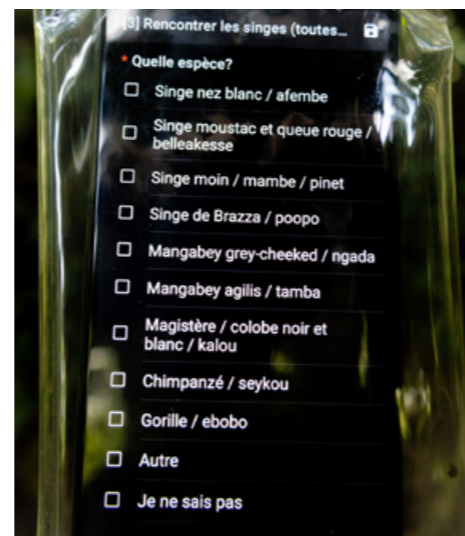 [3] Rencontrer les singes (toutes...
* Quelle espèce?
Singe nez blanc / afembe
Singe moustac et queue rouge /
belleakesse
Singe moin / mambe / pinet
Singe de Brazza / poopo
Mangabey grey-cheeked / ngada
Mangabey agilis / tamba
Magistère / colobe noir et
blanc / kalou
Chimpanzé / seykou
Gorille / ebobo
Autre
Je ne sais pas